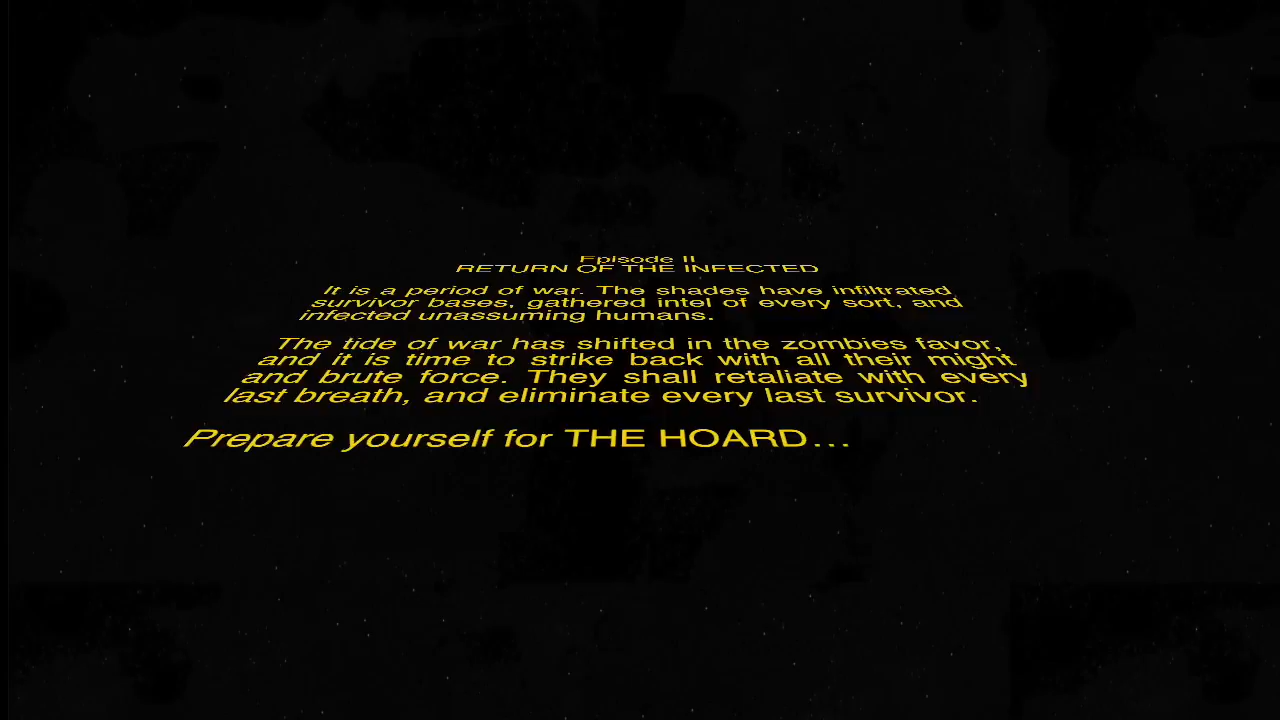 Episode II
RETURN OF THE INFECTED
It is a period of war. The shades have infiltrated
survivor bases, gathered intel of every sort, and
infected unassuming humans.
The tide of war has shifted in the zombies favor,
and it is time to strike back with all their might
and brute force. They shall retaliate with every
last breath, and eliminate every last survivor.
Prepare yourself for THE HOARD...